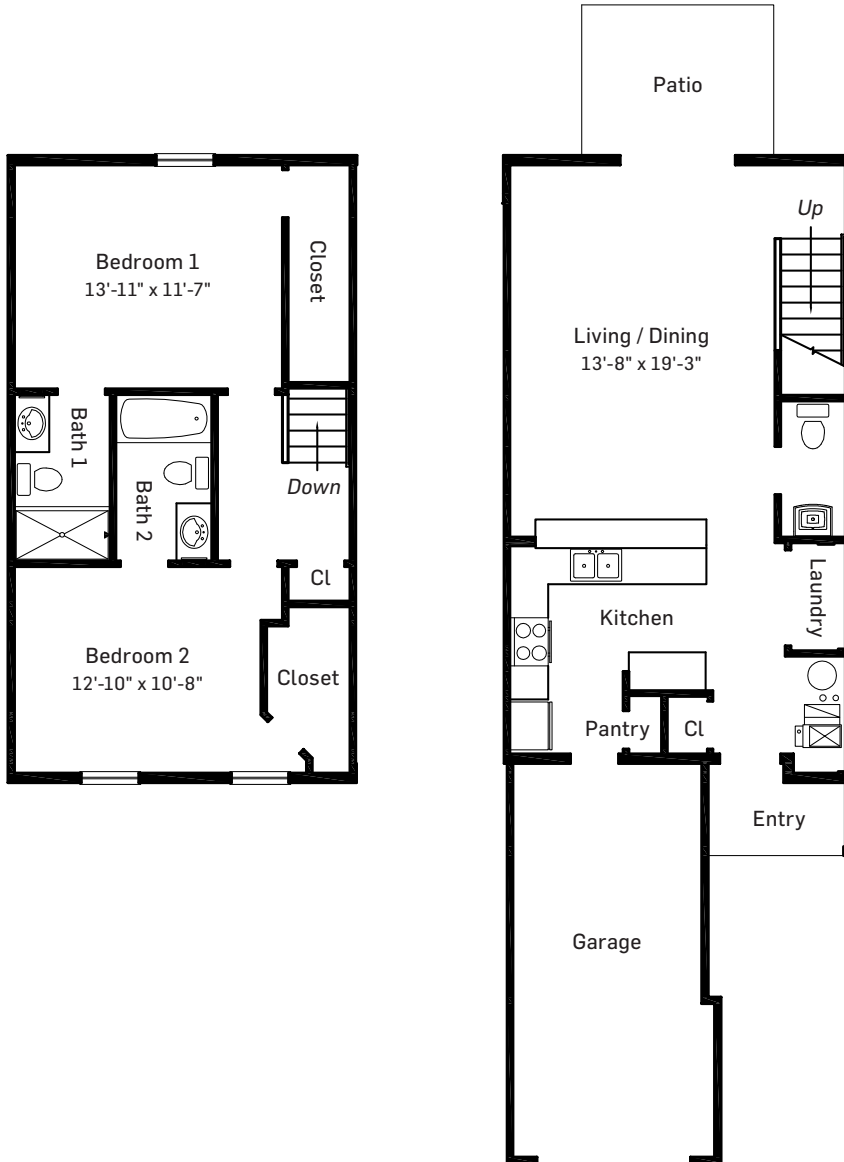 Bedroom 1
13'-11" x 11'-7"
Closet
Bath 1
Bath 2
Down
Cl
Bedroom 2
12'-10" x 10'-8"
Closet
Patio
Up
Living / Dining
13'-8" x 19'-3"
Laundry
Kitchen
Pantry
Cl
Entry
Garage